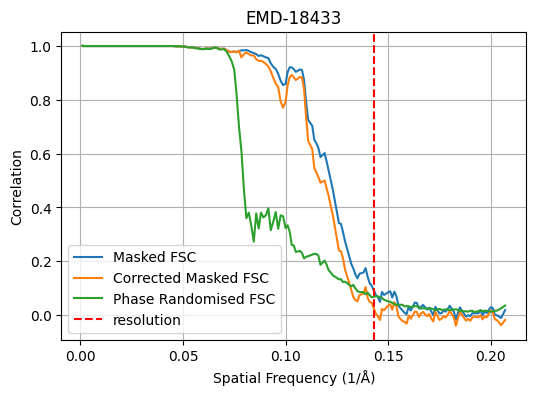 EMD-18433
Correlation
1.0
0.8
0.6
0.4
0.2
0.0
Masked FSC
Corrected Masked FSC
Phase Randomised FSC
resolution
0.00
0.05
0.10
0.15
0.20
Spatial Frequency (1/Å)